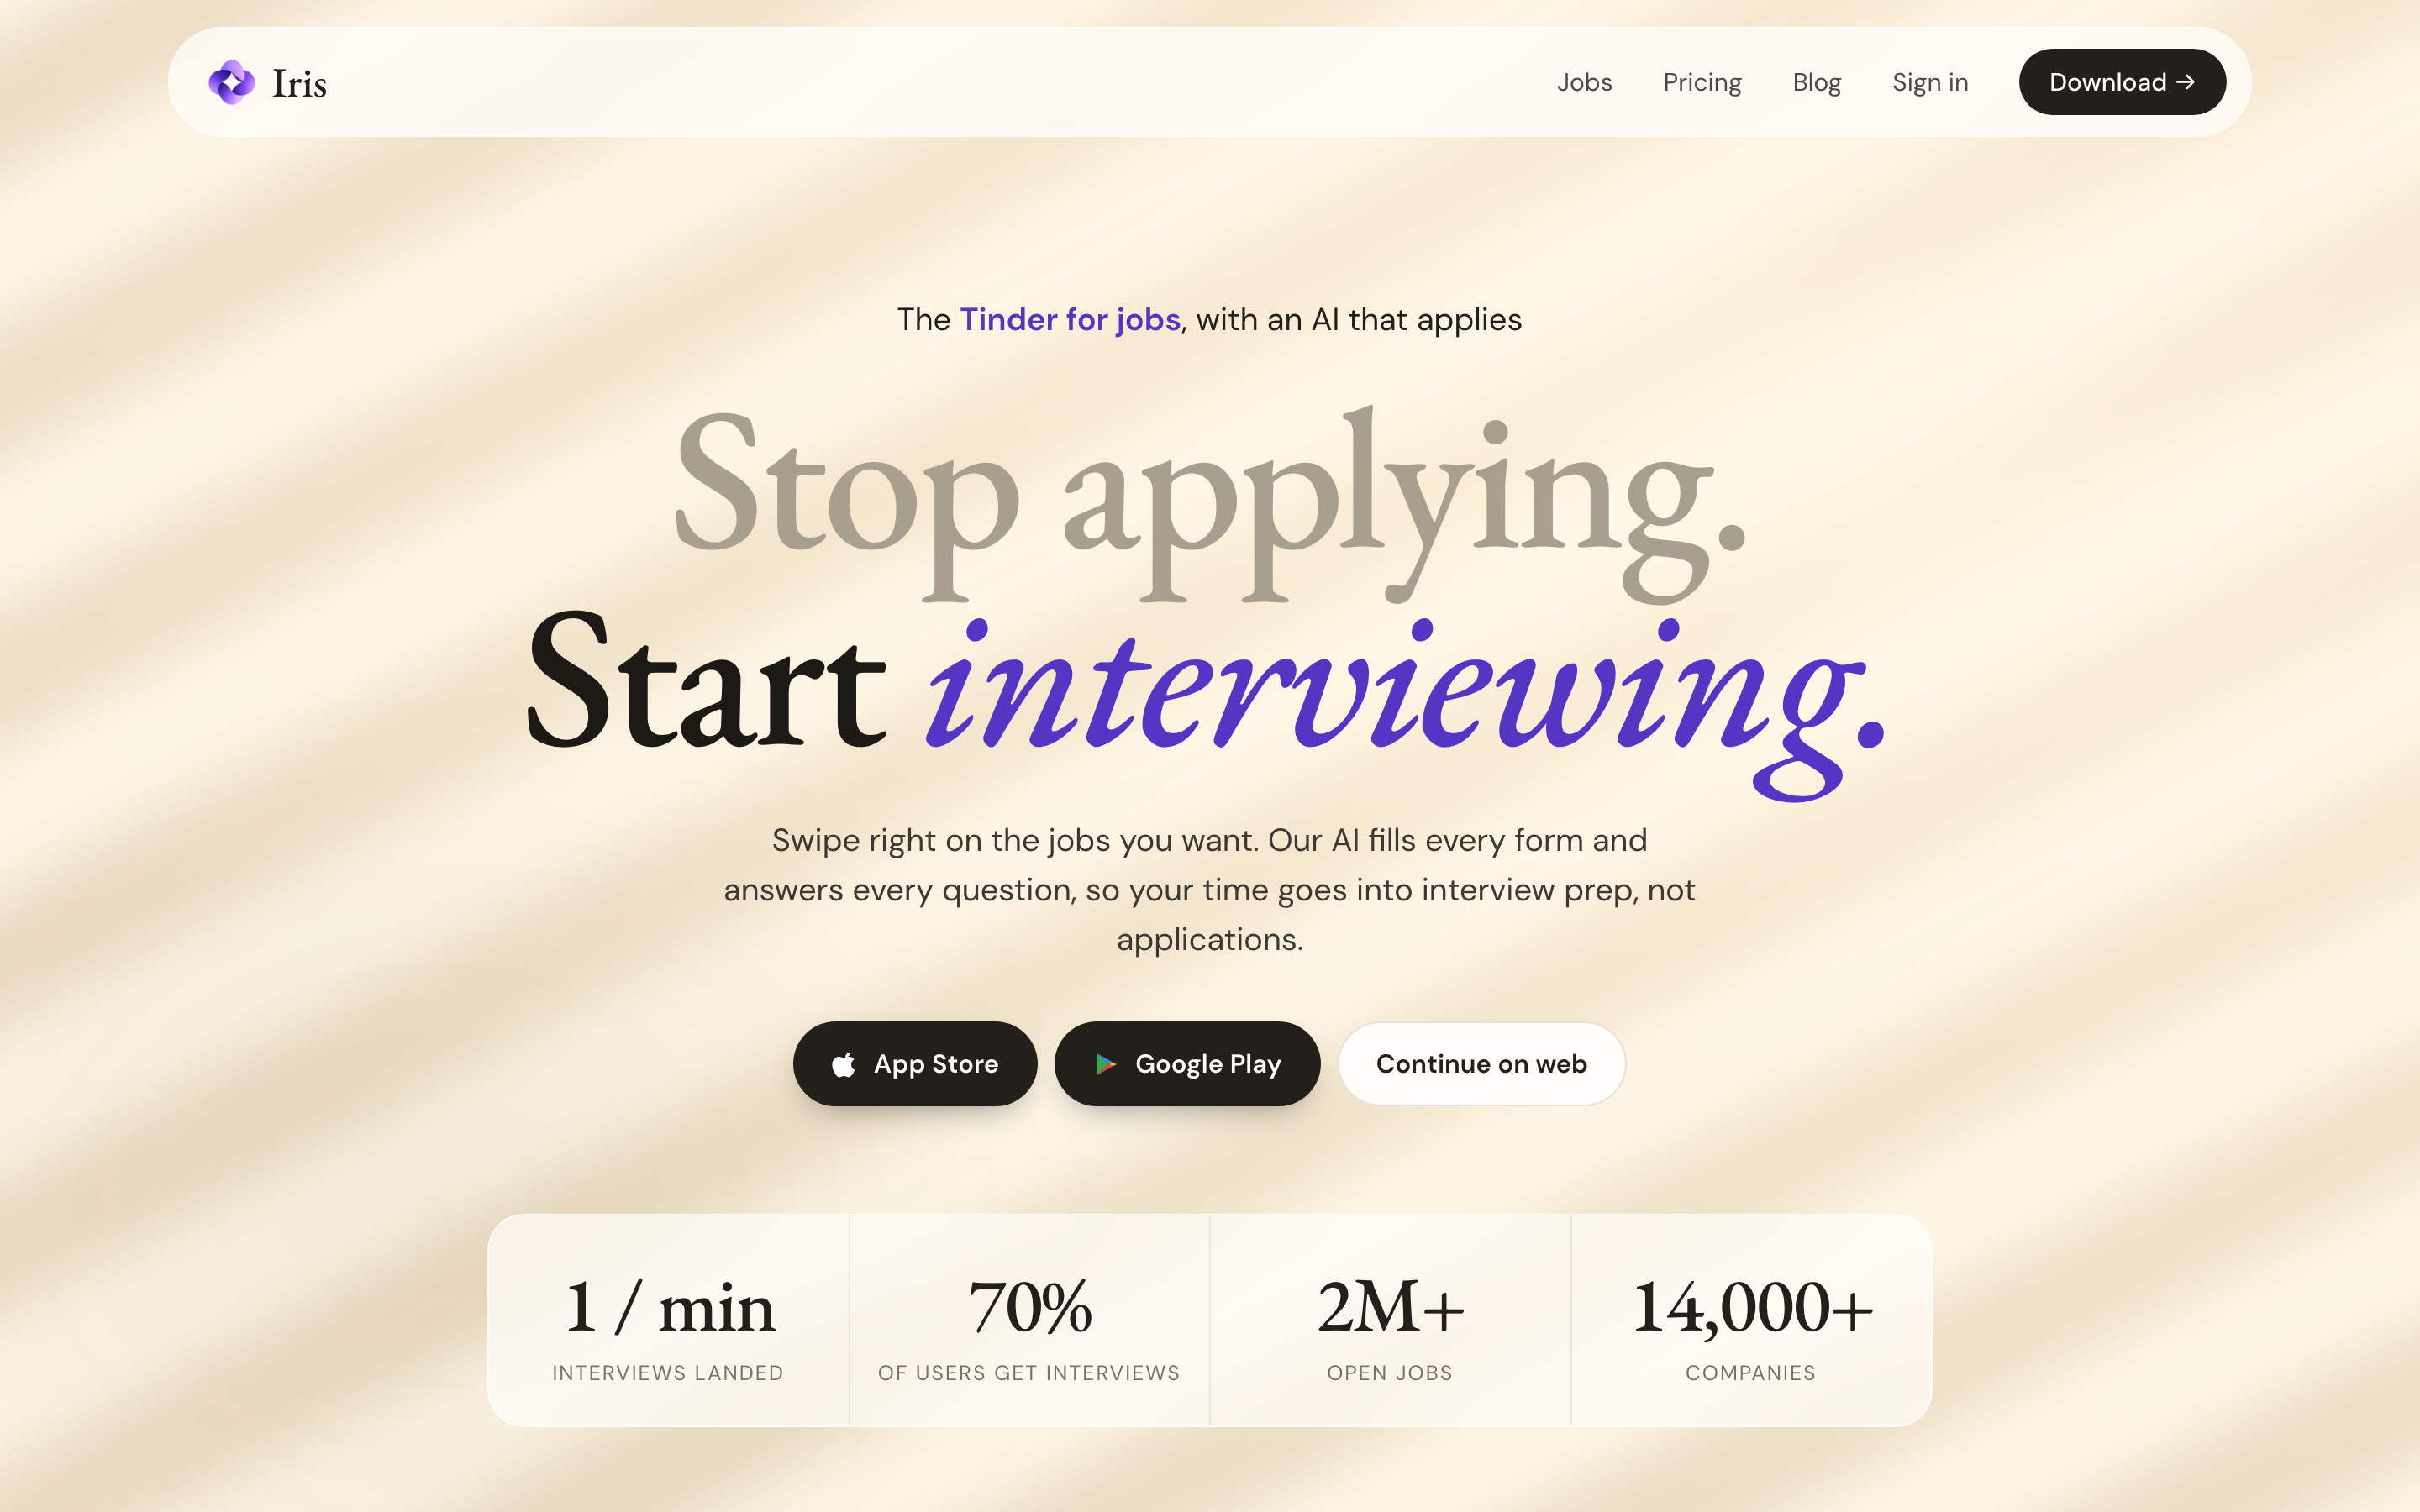 Iris
Jobs Pricing Blog Sign in Download →
The Tinder for jobs, with an AI that applies
Stop applying.
Start interviewing.
Swipe right on the jobs you want. Our AI fills every form and
answers every question, so your time goes into interview prep, not
applications.
App Store Google Play Continue on web
1 / min 70% 2M+ 14,000+
INTERVIEWS LANDED OF USERS GET INTERVIEWS OPEN JOBS COMPANIES